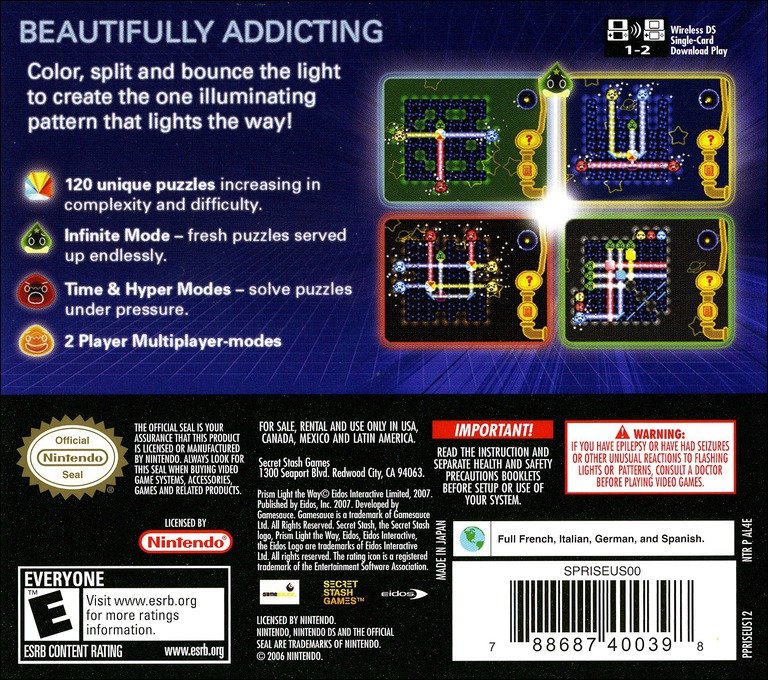 BEAUTIFULLY ADDICTING
Color, split and bounce the light
to create the one illuminating
pattern that lights the way!
120 unique puzzles increasing in
complexity and difficulty.
Infinite Mode – fresh puzzles served
up endlessly.
Time & Hyper Modes – solve puzzles
under pressure.
2 Player Multiplayer-modes
1-2
Wireless DS
Single-Card
Download Play
?
?
Official
Nintendo
Seal
®
THE OFFICIAL SEAL IS YOUR
ASSURANCE THAT THIS PRODUCT
IS LICENSED OR MANUFACTURED
BY NINTENDO. ALWAYS LOOK FOR
THIS SEAL WHEN BUYING VIDEO
GAME SYSTEMS, ACCESSORIES,
GAMES AND RELATED PRODUCTS.
LICENSED BY
Nintendo®
EVERYONE
E
TM
Visit www.esrb.org
for more ratings
information.
ESRB CONTENT RATING www.esrb.org
FOR SALE, RENTAL AND USE ONLY IN USA,
CANADA, MEXICO AND LATIN AMERICA.
Secret Stash Games
1300 Seaport Blvd. Redwood City, CA 94063.
Prism Light the Way© Eidos Interactive Limited, 2007.
Published by Eidos, Inc. 2007. Developed by
Gamesauce. Gamesauce is a trademark of Gamesauce
Ltd. All Rights Reserved. Secret Stash, the Secret Stash
logo, Prism Light the Way, Eidos, Eidos Interactive,
the Eidos Logo are trademarks of Eidos Interactive
Ltd. All rights reserved. The rating icon is a registered
trademark of the Entertainment Software Association.
SECRET
STASH
GAMES™
eidos
LICENSED BY NINTENDO.
NINTENDO, NINTENDO DS AND THE OFFICIAL
SEAL ARE TRADEMARKS OF NINTENDO.
© 2006 NINTENDO.
IMPORTANT!
READ THE INSTRUCTION AND
SEPARATE HEALTH AND SAFETY
PRECAUTIONS BOOKLETS
BEFORE SETUP OR USE OF
YOUR SYSTEM.
WARNING:
IF YOU HAVE EPILEPSY OR HAVE HAD SEIZURES
OR OTHER UNUSUAL REACTIONS TO FLASHING
LIGHTS OR PATTERNS, CONSULT A DOCTOR
BEFORE PLAYING VIDEO GAMES.
MADE IN JAPAN
Full French, Italian, German, and Spanish.
SPRISEUS00
7 88687 40039 8
NTR P AL4E
PPRISEUS12